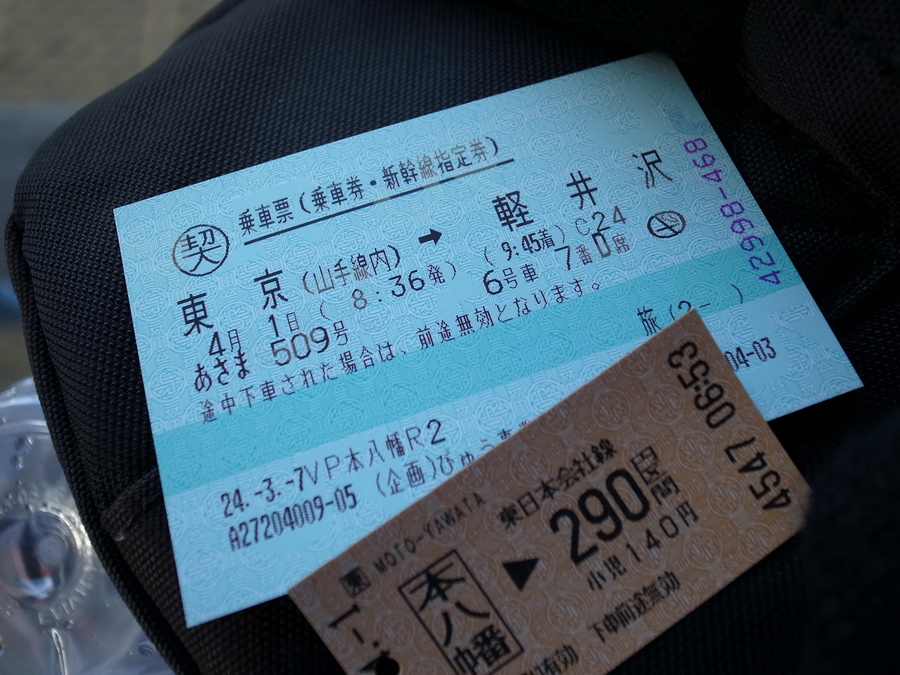 契 乗車票(乗車券・新幹線指定券)
東京(山手線内) ➡ 軽井沢
4月 1日( 8:36発) ( 9:45着) C24
あさま 509号 6号車 7番D席
途中下車された場合は、前途無効となります。
旅(2- )
24.-3.-7VP本八幡R2
04-03
A27204009-05 (企画)びゅう
42998-468
東 MOTO-YAWATA
本八幡 ▶ 東日本会社線
290円区間
小児140円
下車前途無効
4547 06:53